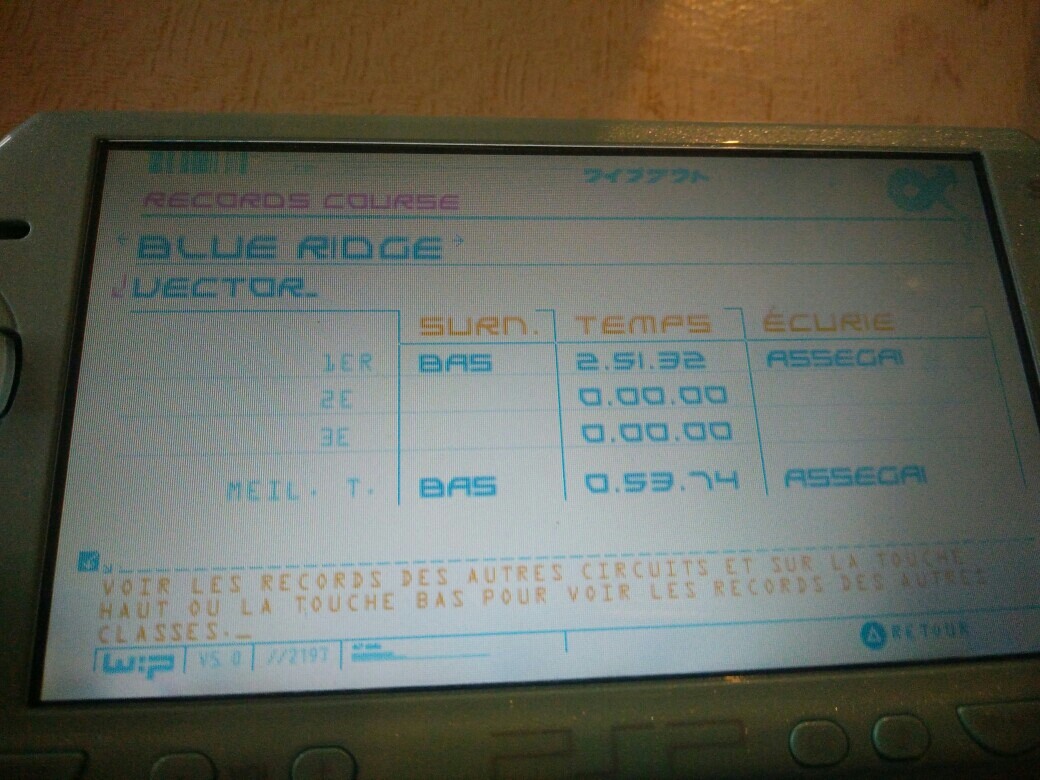 ワイプアウト
RECORDS COURSE
BLUE RIDGE
VECTOR_
SURN. TEMPS ÉCURIE
1ER BAS 2.51.32 ASSEGAI
2E 0.00.00
3E 0.00.00
MEIL. T. BAS 0.53.74 ASSEGAI
VOIR LES RECORDS DES AUTRES CIRCUITS ET SUR LA TOUCHE
HAUT OU LA TOUCHE BAS POUR VOIR LES RECORDS DES AUTRES
CLASSES._
w:p V5.0 //2197
RETOUR
PSP